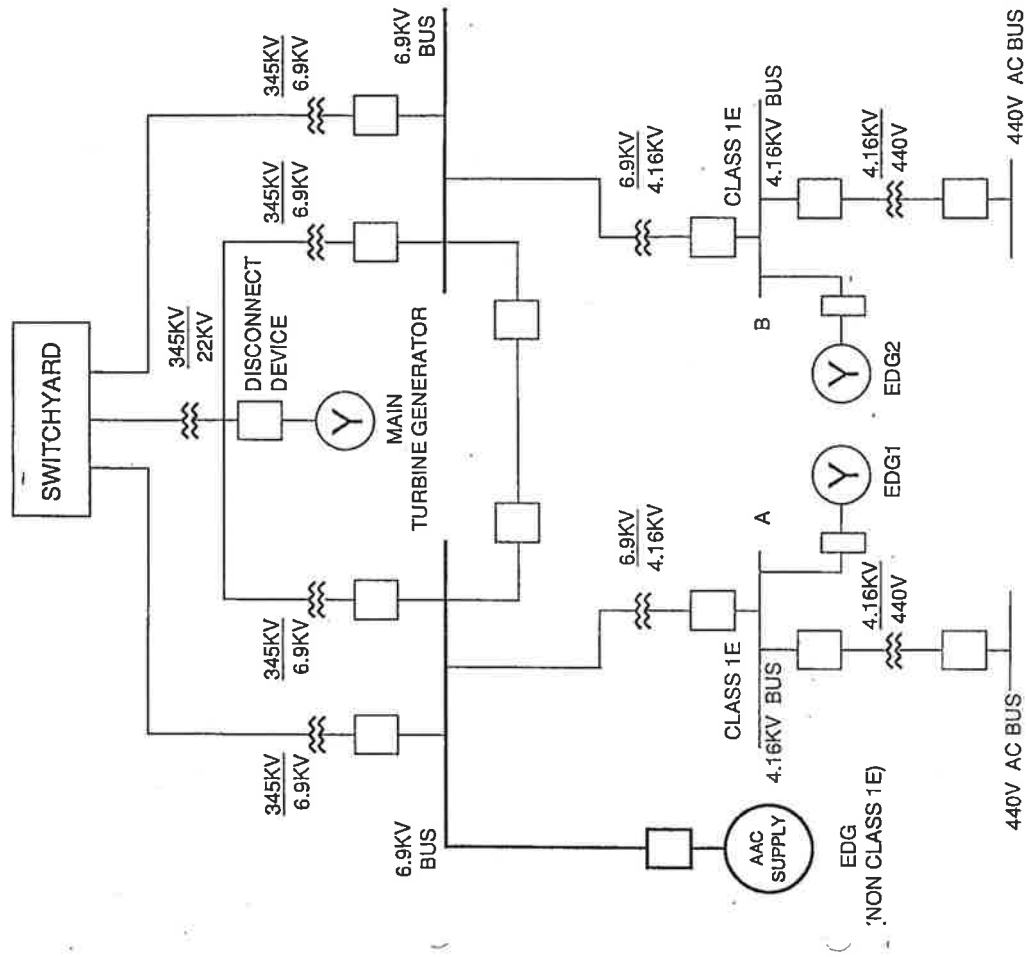 SWITCHYARD
345KV
22KV
345KV
6.9KV
345KV
6.9KV
345KV
6.9KV
345KV
6.9KV
DISCONNECT
DEVICE
MAIN
TURBINE GENERATOR
6.9KV
BUS
6.9KV
BUS
6.9KV
4.16KV
6.9KV
4.16KV
AAC
SUPPLY
EDG
(NON CLASS 1E)
CLASS 1E
4.16KV BUS
A
EDG1
4.16KV
440V
440V AC BUS
CLASS 1E
4.16KV BUS
B
EDG2
4.16KV
440V
440V AC BUS